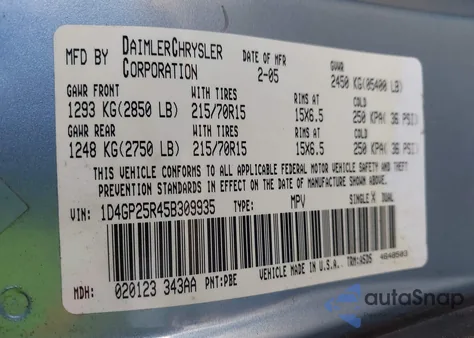 MFD BY DAIMLERCHRYSLER CORPORATION DATE OF MFR 2-05 GVWR 2450 KG(05400 LB)
GAWR FRONT WITH TIRES RIMS AT COLD
1293 KG(2850 LB) 215/70R15 15X6.5 250 KPA( 36 PSI)
GAWR REAR WITH TIRES RIMS AT COLD
1248 KG(2750 LB) 215/70R15 15X6.5 250 KPA( 36 PSI)
THIS VEHICLE CONFORMS TO ALL APPLICABLE FEDERAL MOTOR VEHICLE SAFETY AND
THEFT PREVENTION STANDARDS IN EFFECT ON THE DATE OF MANUFACTURE SHOWN ABOVE.
VIN: 1D4GP25R45B309935 TYPE: MPV SINGLE X DUAL
MDH: 020123 343AA PNT:PBE VEHICLE MADE IN U.S.A. TRM:A5D5 4648503
autoSnap